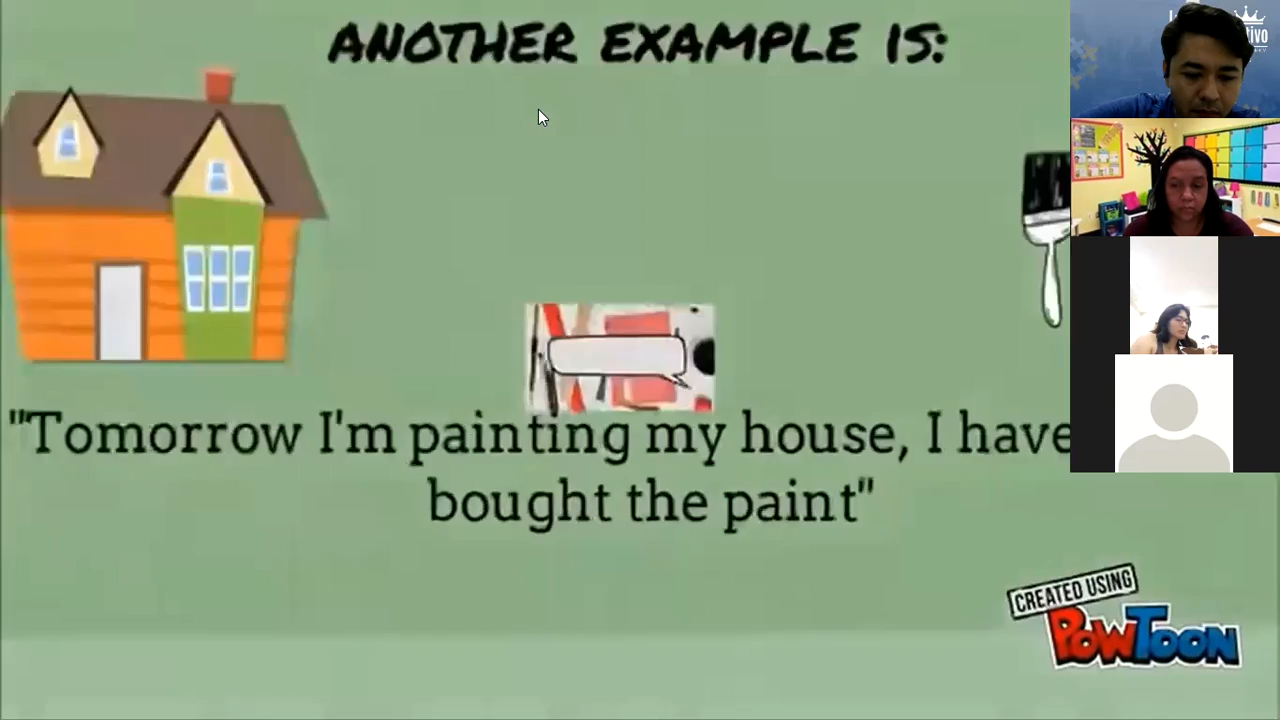 ANOTHER EXAMPLE IS:
"Tomorrow I'm painting my house, I have
bought the paint"
CREATED USING
POWTOON